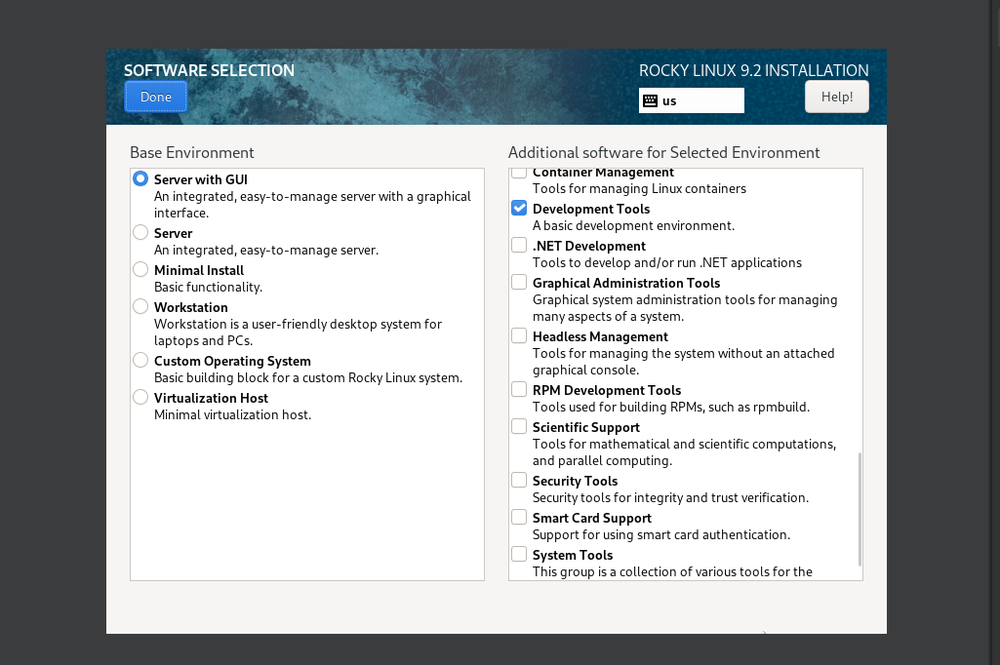 SOFTWARE SELECTION
Done
ROCKY LINUX 9.2 INSTALLATION
us
Help!
Base Environment
Server with GUI
An integrated, easy-to-manage server with a graphical
interface.
Server
An integrated, easy-to-manage server.
Minimal Install
Basic functionality.
Workstation
Workstation is a user-friendly desktop system for
laptops and PCs.
Custom Operating System
Basic building block for a custom Rocky Linux system.
Virtualization Host
Minimal virtualization host.
Additional software for Selected Environment
Container Management
Tools for managing Linux containers
Development Tools
A basic development environment.
.NET Development
Tools to develop and/or run .NET applications
Graphical Administration Tools
Graphical system administration tools for managing
many aspects of a system.
Headless Management
Tools for managing the system without an attached
graphical console.
RPM Development Tools
Tools used for building RPMs, such as rpmbuild.
Scientific Support
Tools for mathematical and scientific computations,
and parallel computing.
Security Tools
Security tools for integrity and trust verification.
Smart Card Support
Support for using smart card authentication.
System Tools
This group is a collection of various tools for the